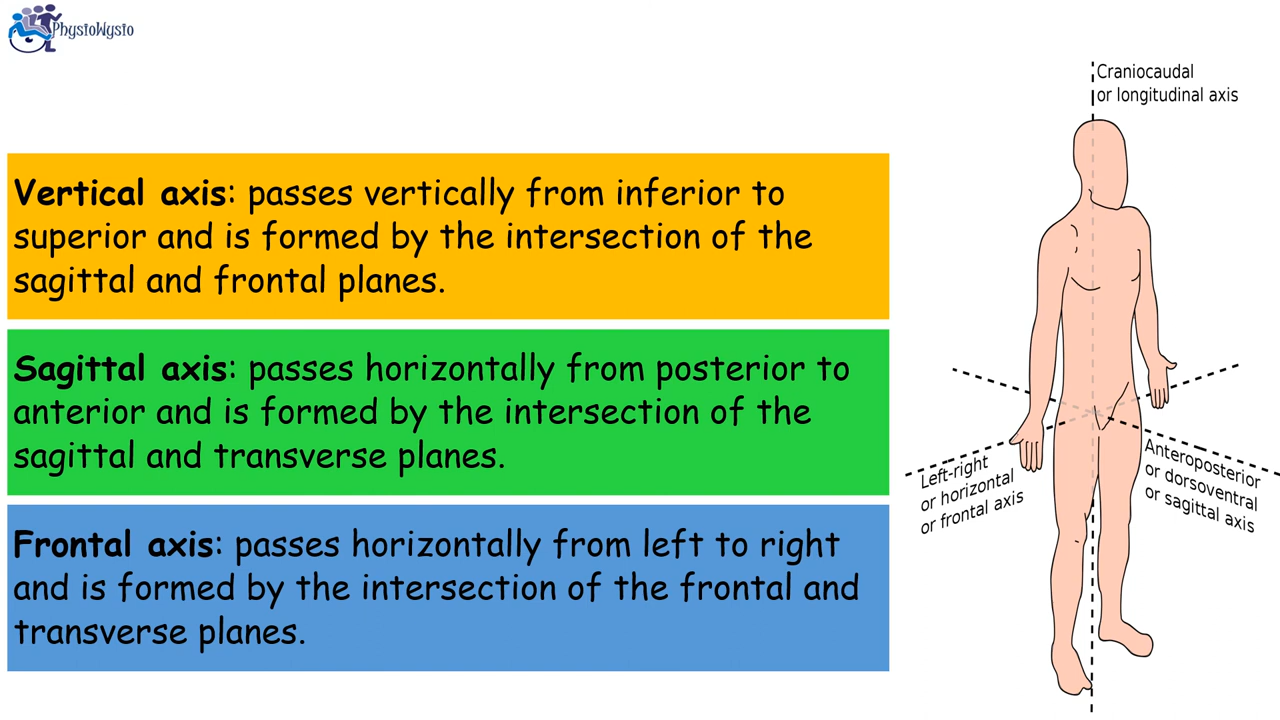 PhysioWysio
Craniocaudal
or longitudinal axis
Vertical axis: passes vertically from inferior to
superior and is formed by the intersection of the
sagittal and frontal planes.
Sagittal axis: passes horizontally from posterior to
anterior and is formed by the intersection of the
sagittal and transverse planes.
Frontal axis: passes horizontally from left to right
and is formed by the intersection of the frontal and
transverse planes.
Left-right
or horizontal
or frontal axis
Anteroposterior
or dorsoventral
or sagittal axis